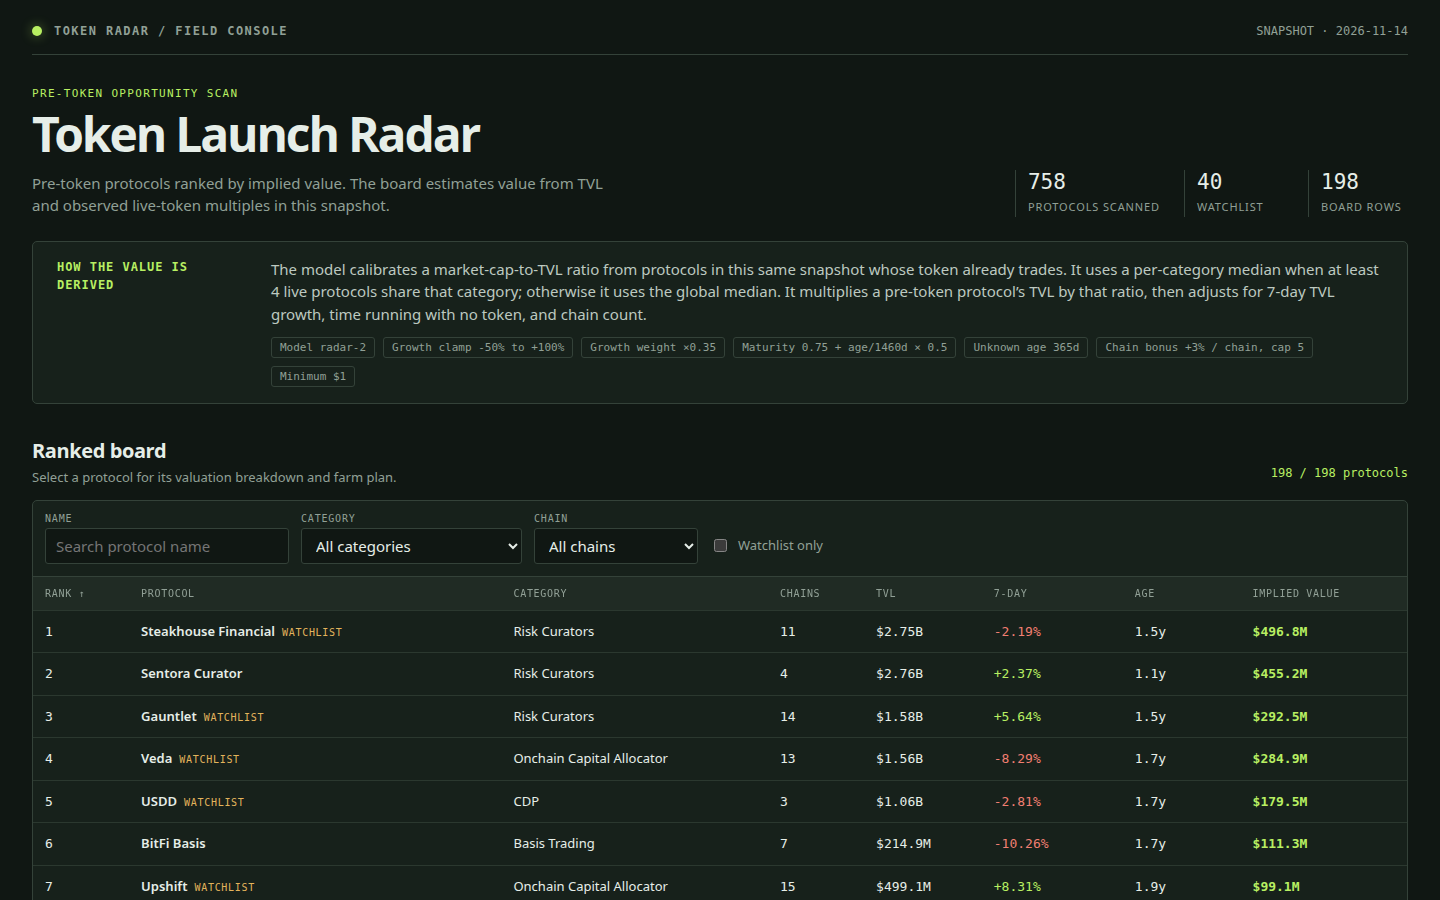 TOKEN RADAR / FIELD CONSOLE
SNAPSHOT · 2026-11-14
PRE-TOKEN OPPORTUNITY SCAN
Token Launch Radar
Pre-token protocols ranked by implied value. The board estimates value from TVL
and observed live-token multiples in this snapshot.
758 40 198
PROTOCOLS SCANNED WATCHLIST BOARD ROWS
HOW THE VALUE IS
DERIVED
The model calibrates a market-cap-to-TVL ratio from protocols in this same snapshot whose token already trades. It uses a per-category median when at least
4 live protocols share that category; otherwise it uses the global median. It multiplies a pre-token protocol’s TVL by that ratio, then adjusts for 7-day TVL
growth, time running with no token, and chain count.
Model radar-2 Growth clamp -50% to +100% Growth weight ×0.35 Maturity 0.75 + age/1460d × 0.5 Unknown age 365d Chain bonus +3% / chain, cap 5
Minimum $1
Ranked board
Select a protocol for its valuation breakdown and farm plan.
198 / 198 protocols
NAME CATEGORY CHAIN
Search protocol name All categories All chains Watchlist only
RANK ↑ PROTOCOL CATEGORY CHAINS TVL 7-DAY AGE IMPLIED VALUE
1 Steakhouse Financial WATCHLIST Risk Curators 11 $2.75B -2.19% 1.5y $496.8M
2 Sentora Curator Risk Curators 4 $2.76B +2.37% 1.1y $455.2M
3 Gauntlet WATCHLIST Risk Curators 14 $1.58B +5.64% 1.5y $292.5M
4 Veda WATCHLIST Onchain Capital Allocator 13 $1.56B -8.29% 1.7y $284.9M
5 USDD WATCHLIST CDP 3 $1.06B -2.81% 1.7y $179.5M
6 BitFi Basis Basis Trading 7 $214.9M -10.26% 1.7y $111.3M
7 Upshift WATCHLIST Onchain Capital Allocator 15 $499.1M +8.31% 1.9y $99.1M